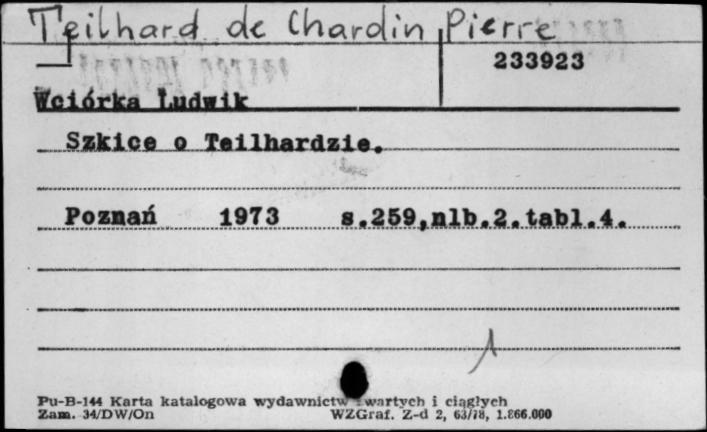 Teilhard de Chardin, Pierre
233923
Wciórka Ludwik
Szkice o Teilhardzie.
Poznań 1973 s.259,nlb.2.tabl.4.
Pu-B-144 Karta katalogowa wydawnictw zwartych i ciągłych
Zam. 34/DW/On WZGraf. Z-d 2, 63/78, 1.866.000